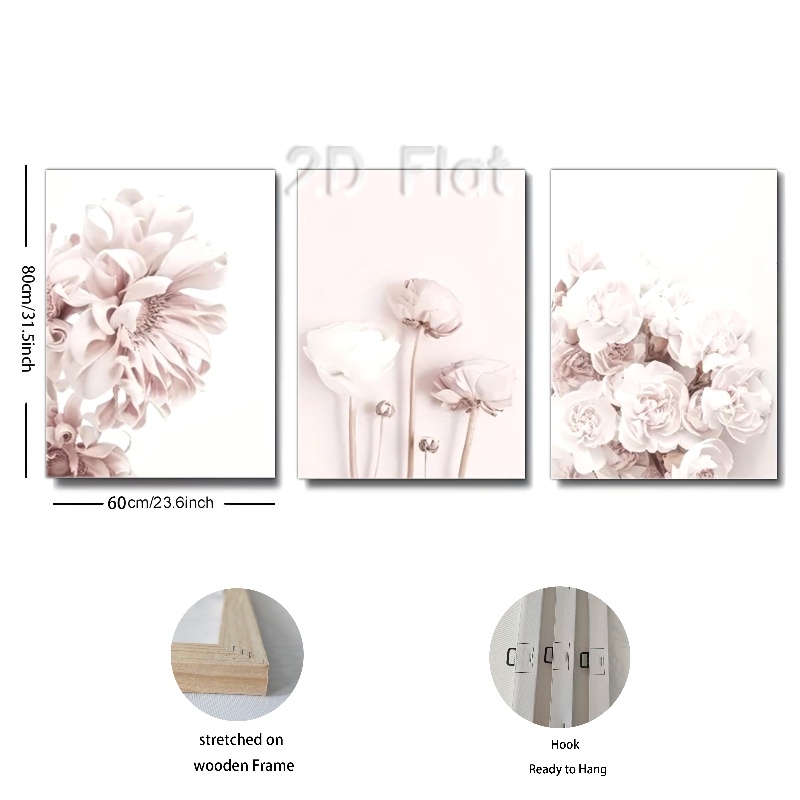 2D Flat
80cm/31.5inch
60cm/23.6inch
stretched on
wooden Frame
Hook
Ready to Hang